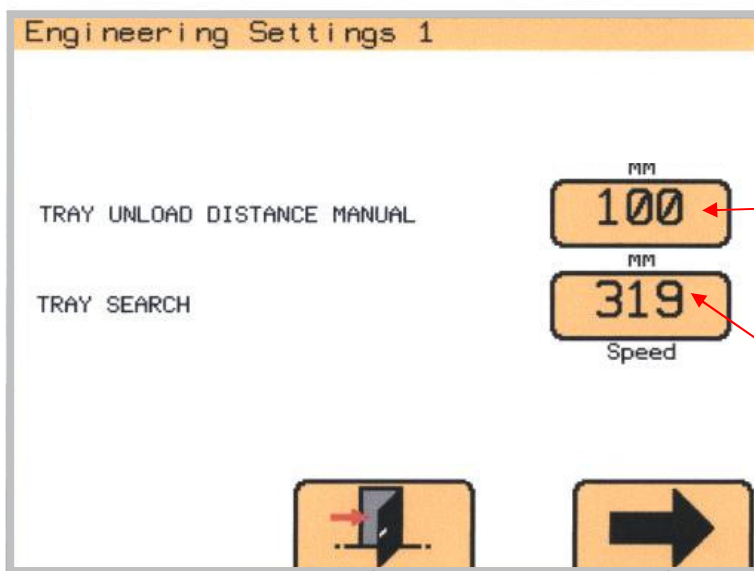 Engineering Settings 1
MM
TRAY UNLOAD DISTANCE MANUAL 100
MM
TRAY SEARCH 319
Speed